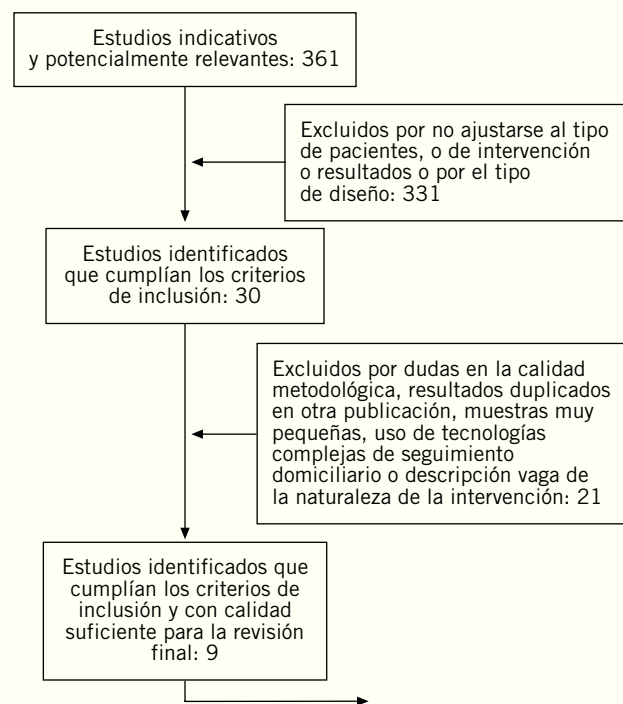 Estudios indicativos
y potencialmente relevantes: 361
Excluidos por no ajustarse al tipo
de pacientes, o de intervención
o resultados o por el tipo
de diseño: 331
Estudios identificados
que cumplían los criterios
de inclusión: 30
Excluidos por dudas en la calidad
metodológica, resultados duplicados
en otra publicación, muestras muy
pequeñas, uso de tecnologías
complejas de seguimiento
domiciliario o descripción vaga de
la naturaleza de la intervención: 21
Estudios identificados que
cumplían los criterios de
inclusión y con calidad
suficiente para la revisión
final: 9